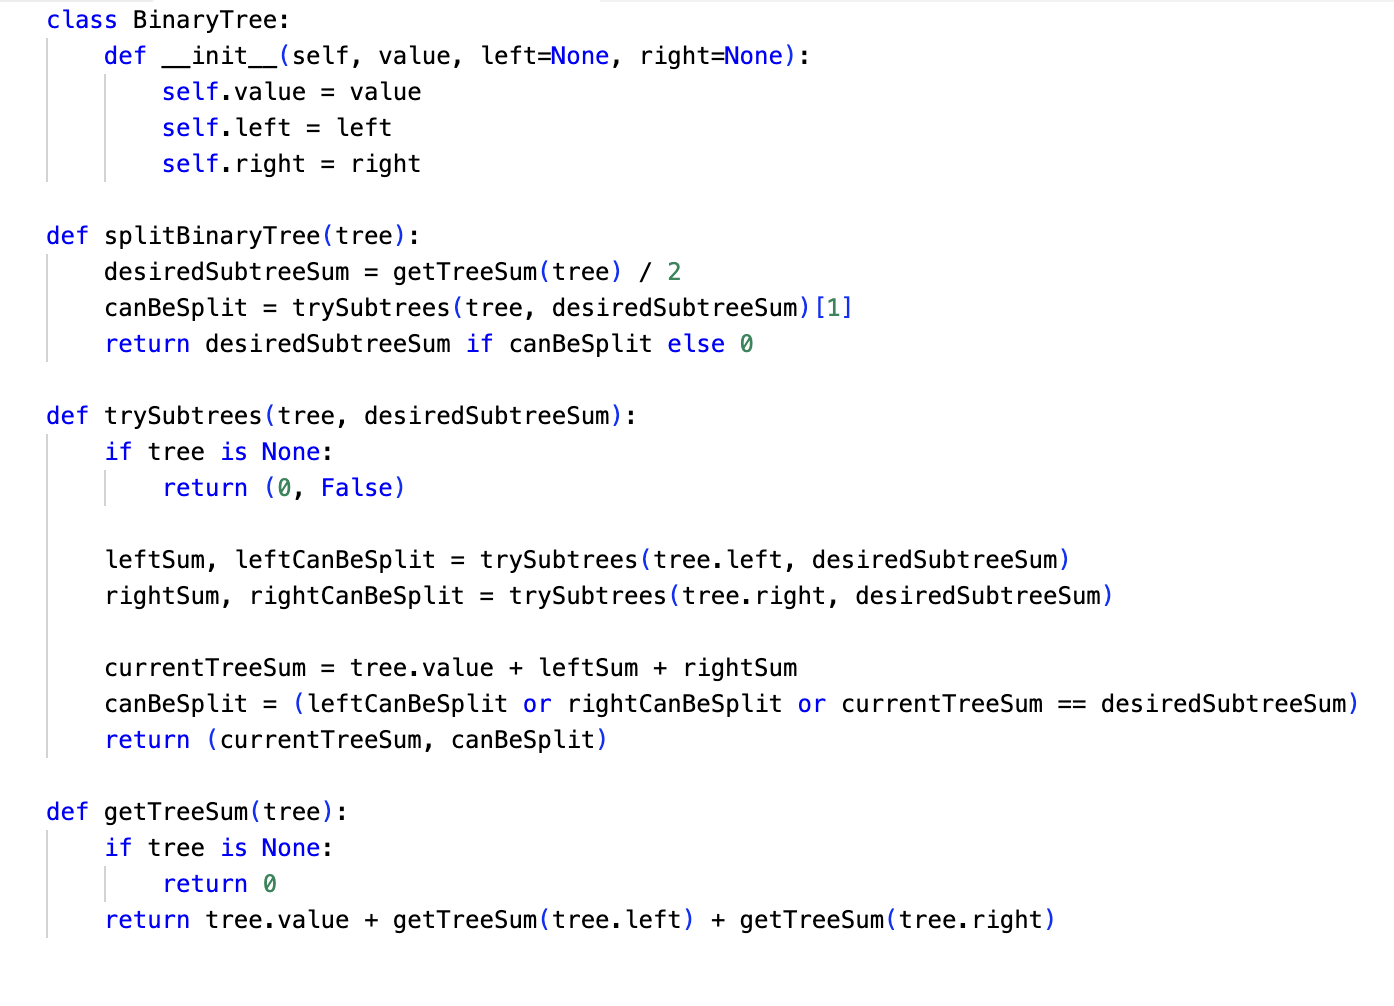 class BinaryTree:
    def __init__(self, value, left=None, right=None):
        self.value = value
        self.left = left
        self.right = right

def splitBinaryTree(tree):
    desiredSubtreeSum = getTreeSum(tree) / 2
    canBeSplit = trySubtrees(tree, desiredSubtreeSum)[1]
    return desiredSubtreeSum if canBeSplit else 0

def trySubtrees(tree, desiredSubtreeSum):
    if tree is None:
        return (0, False)

    leftSum, leftCanBeSplit = trySubtrees(tree.left, desiredSubtreeSum)
    rightSum, rightCanBeSplit = trySubtrees(tree.right, desiredSubtreeSum)

    currentTreeSum = tree.value + leftSum + rightSum
    canBeSplit = (leftCanBeSplit or rightCanBeSplit or currentTreeSum == desiredSubtreeSum)
    return (currentTreeSum, canBeSplit)

def getTreeSum(tree):
    if tree is None:
        return 0
    return tree.value + getTreeSum(tree.left) + getTreeSum(tree.right)